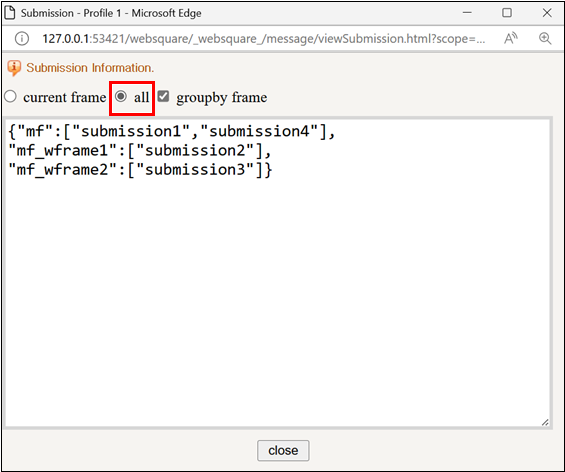 Submission - Profile 1 - Microsoft Edge
127.0.0.1:53421/websquare/_websquare_/message/viewSubmission.html?scope=...
Submission Information.
current frame all groupby frame
{"mf":["submission1","submission4"],
"mf_wframe1":["submission2"],
"mf_wframe2":["submission3"]}
close